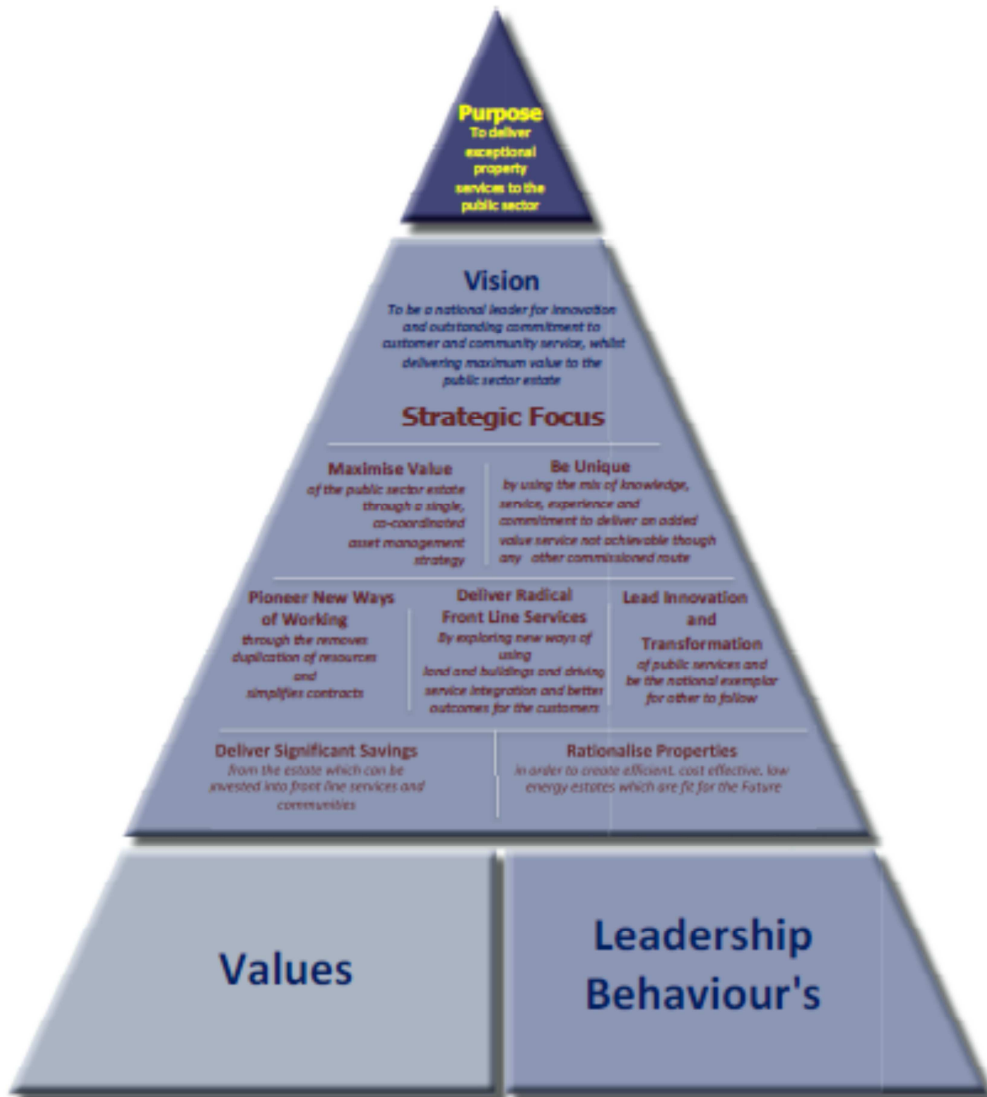 Purpose
To deliver
exceptional
property
services to the
public sector
Vision
To be a national leader for innovation
and outstanding commitment to
customer and community service, whilst
delivering maximum value to the
public sector estate
Strategic Focus
Maximise Value
of the public sector estate
through a single,
co-coordinated
asset management
strategy
Be Unique
by using the mix of knowledge,
service, experience and
commitment to deliver an added
value service not achievable though
any other commissioned route
Pioneer New Ways
of Working
through the removes
duplication of resources
and
simplifies contracts
Deliver Radical
Front Line Services
By exploring new ways of
using
land and buildings and driving
service integration and better
outcomes for the customers
Lead Innovation
and
Transformation
of public services and
be the national exemplar
for other to follow
Deliver Significant Savings
from the estate which can be
invested into front line services and
communities
Rationalise Properties
in order to create efficient, cost effective, low
energy estates which are fit for the Future
Values
Leadership
Behaviour's